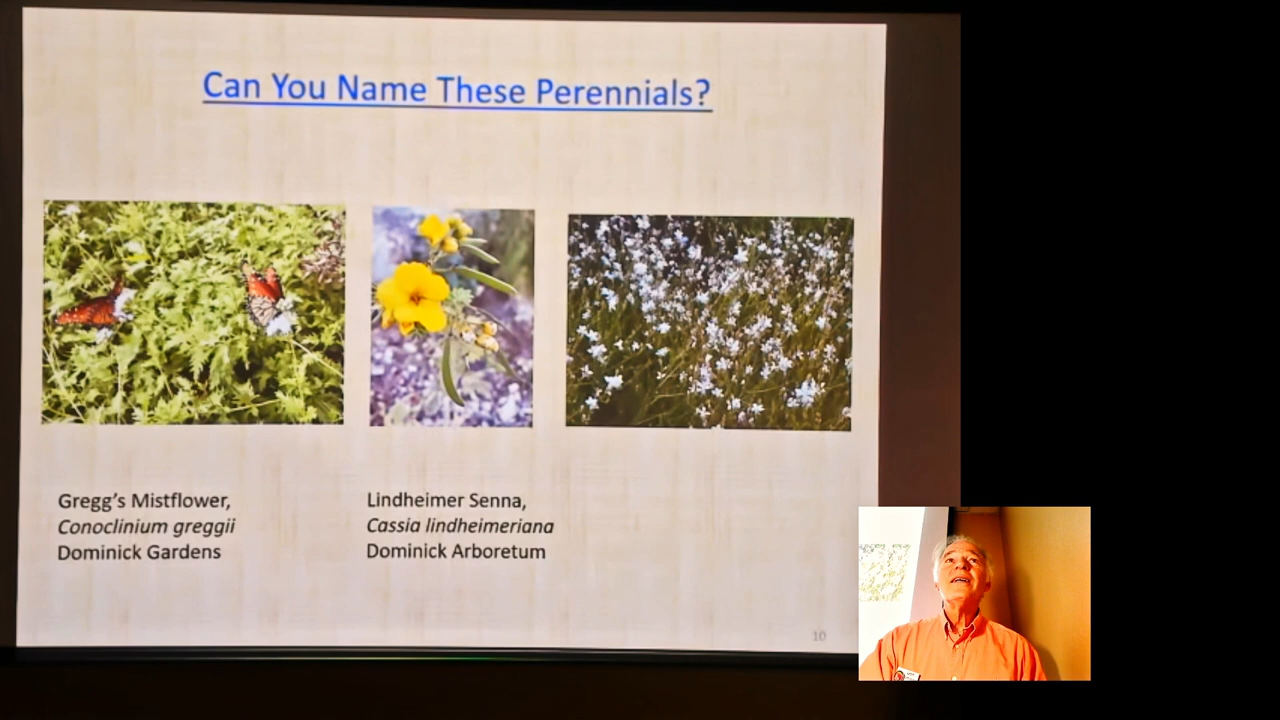 Can You Name These Perennials?
Gregg's Mistflower,
Conoclinium greggii
Dominick Gardens
Lindheimer Senna,
Cassia lindheimeriana
Dominick Arboretum
10